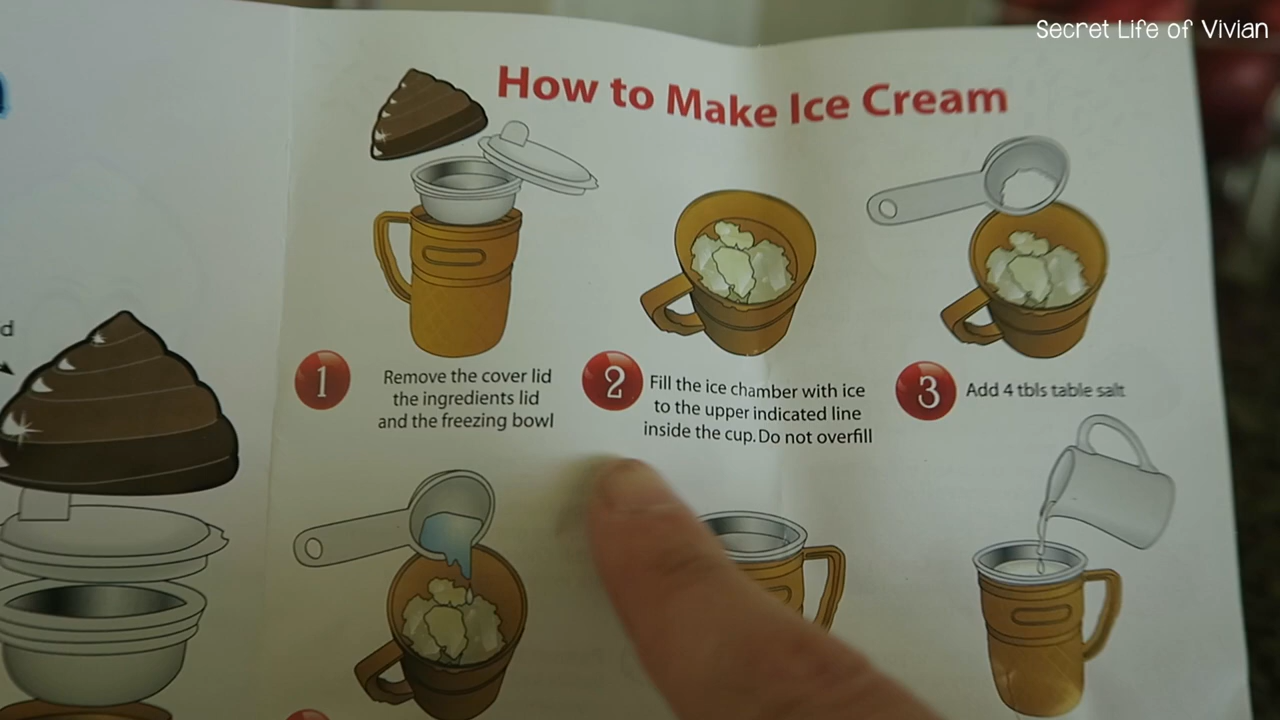 Secret Life of Vivian
How to Make Ice Cream
d
1
Remove the cover lid
the ingredients lid
and the freezing bowl
2
Fill the ice chamber with ice
to the upper indicated line
inside the cup. Do not overfill
3
Add 4 tbls table salt